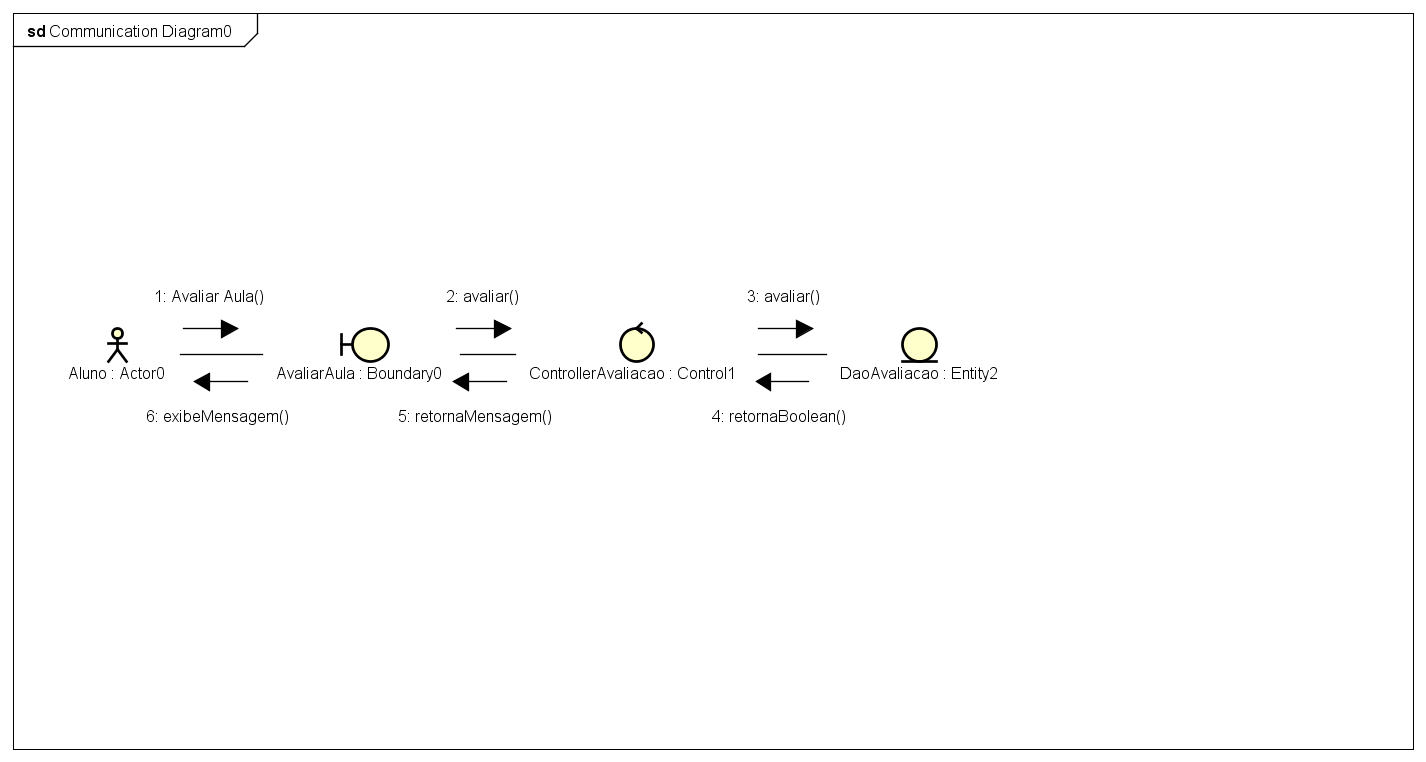 sd Communication Diagram0
1: Avaliar Aula()
2: avaliar()
3: avaliar()
Aluno : Actor0
AvaliarAula : Boundary0
ControllerAvaliacao : Control1
DaoAvaliacao : Entity2
6: exibeMensagem()
5: retornaMensagem()
4: retornaBoolean()